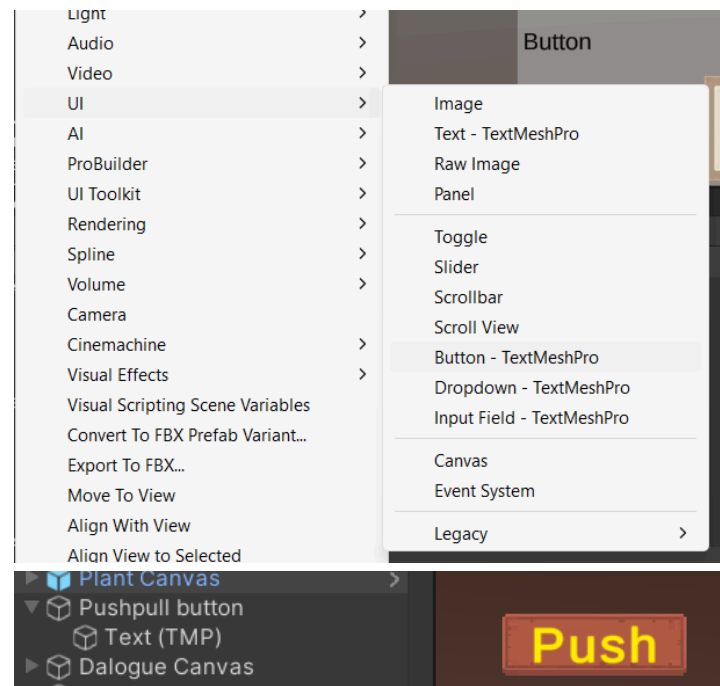 Light
Audio
Button
Video
UI
Image
AI
Text - TextMeshPro
ProBuilder
Raw Image
UI Toolkit
Panel
Rendering
Toggle
Spline
Slider
Volume
Scrollbar
Camera
Scroll View
Cinemachine
Button - TextMeshPro
Visual Effects
Dropdown - TextMeshPro
Visual Scripting Scene Variables
Input Field - TextMeshPro
Convert To FBX Prefab Variant...
Canvas
Export To FBX...
Event System
Move To View
Align With View
Legacy
Align View to Selected
Plant Canvas
Pushpull button
Text (TMP)
Push
Dalogue Canvas